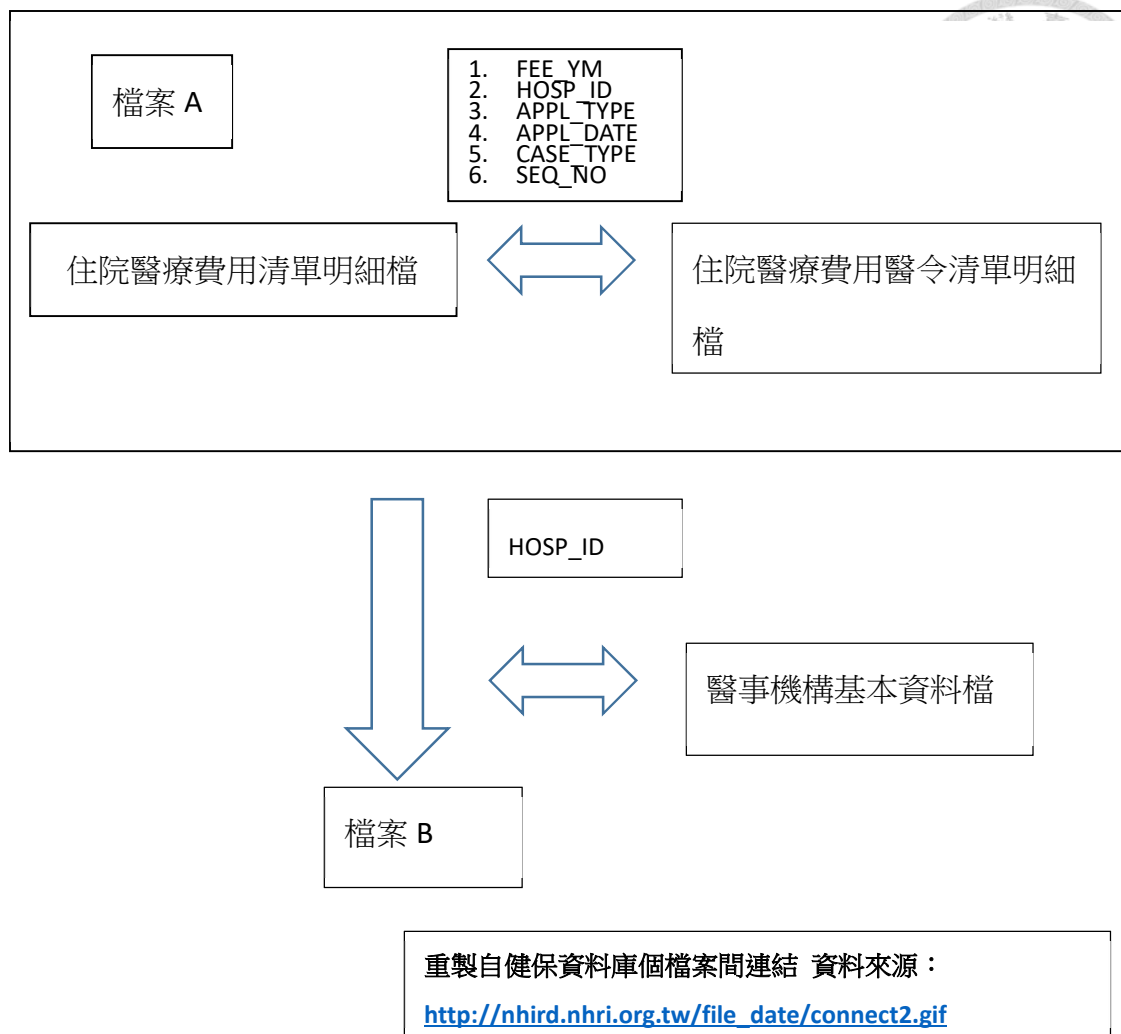 檔案 A
1. FEE_YM
2. HOSP_ID
3. APPL_TYPE
4. APPL_DATE
5. CASE_TYPE
6. SEQ_NO
住院醫療費用清單明細檔
住院醫療費用醫令清單明細
檔
HOSP_ID
醫事機構基本資料檔
檔案 B
重製自健保資料庫個檔案間連結 資料來源：
http://nhird.nhri.org.tw/file_date/connect2.gif